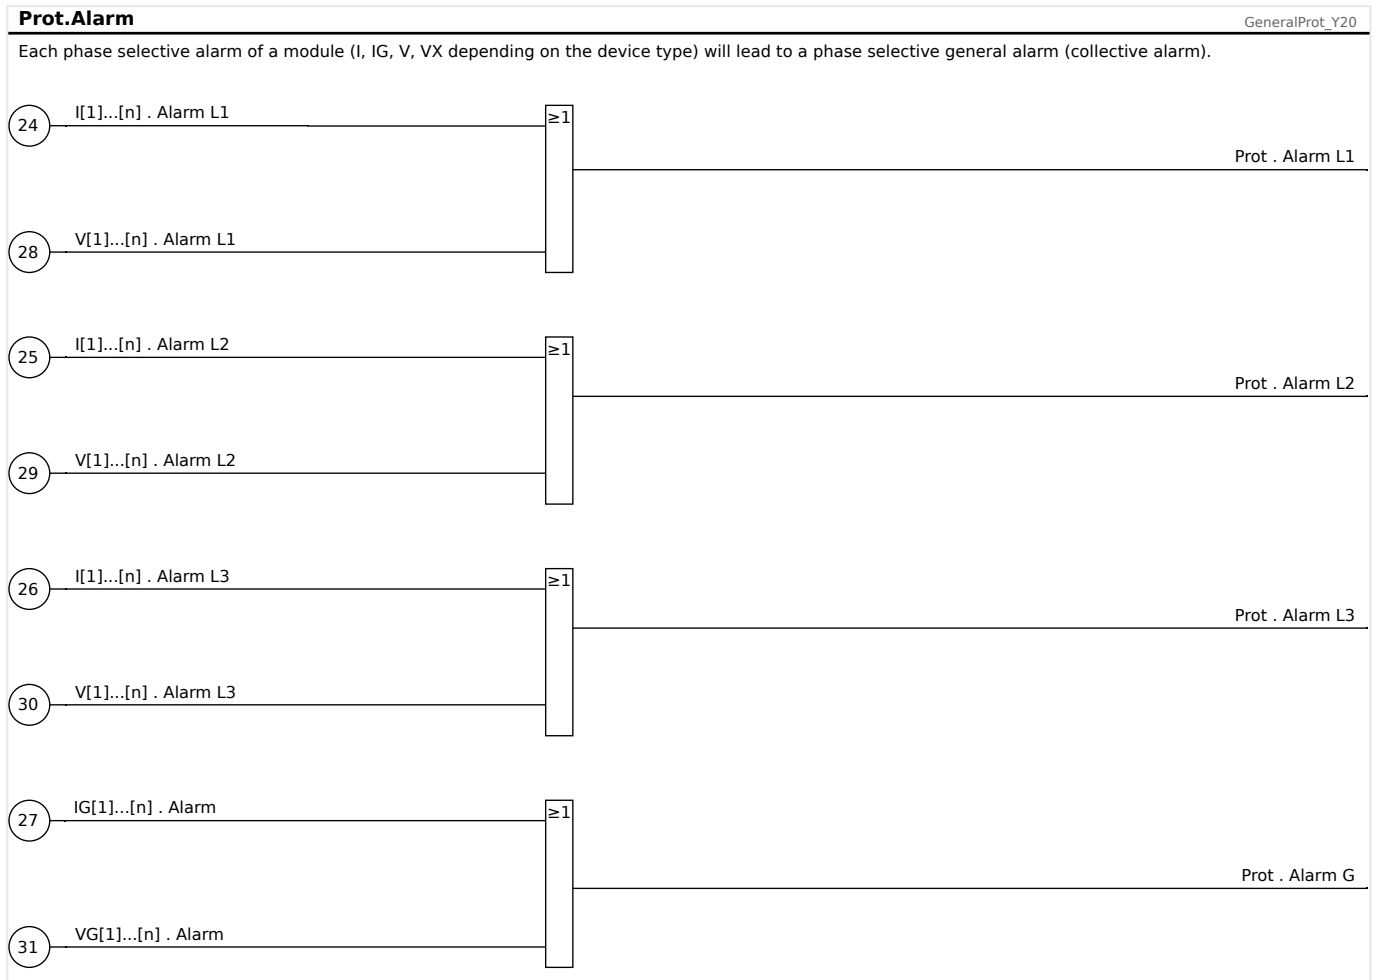 Prot.Alarm
GeneralProt_Y20
Each phase selective alarm of a module (I, IG, V, VX depending on the device type) will lead to a phase selective general alarm (collective alarm).
24
I[1]...[n] . Alarm L1
≥1
Prot . Alarm L1
28
V[1]...[n] . Alarm L1
25
I[1]...[n] . Alarm L2
≥1
Prot . Alarm L2
29
V[1]...[n] . Alarm L2
26
I[1]...[n] . Alarm L3
≥1
Prot . Alarm L3
30
V[1]...[n] . Alarm L3
27
IG[1]...[n] . Alarm
≥1
Prot . Alarm G
31
VG[1]...[n] . Alarm